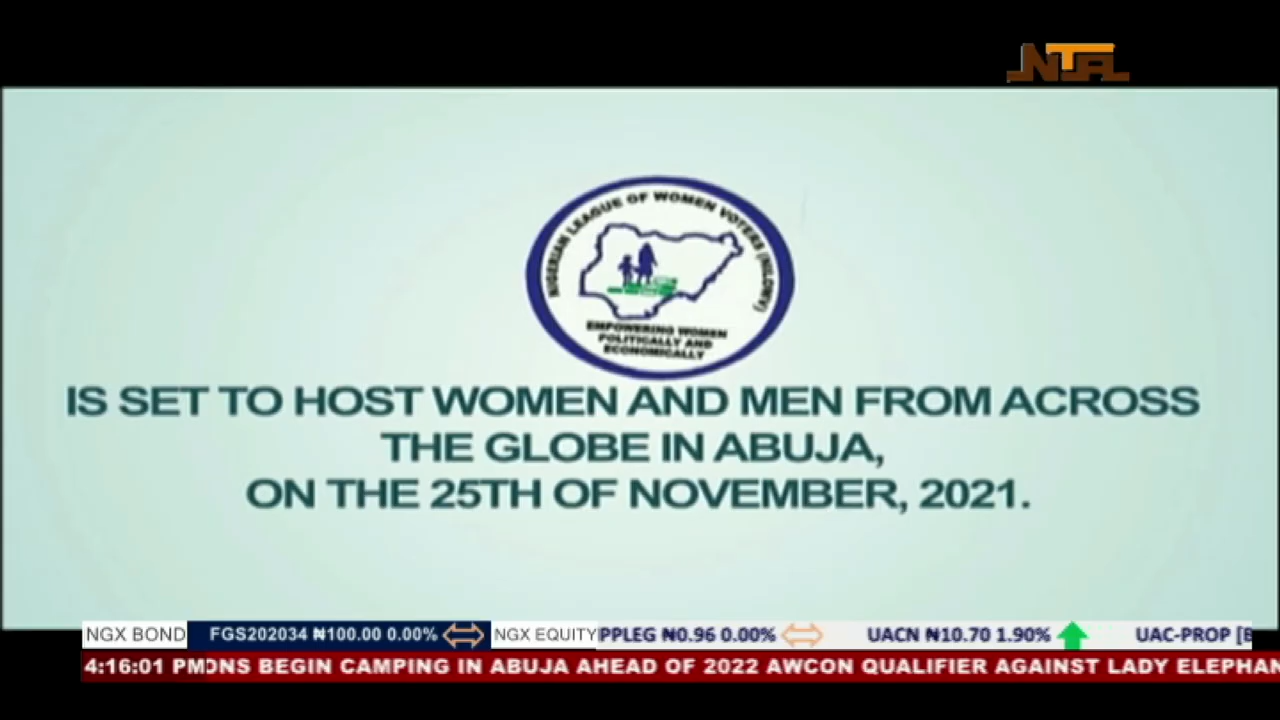 NTA
NIGERIAN LEAGUE OF WOMEN VOTERS (NILOWV)
EMPOWERING WOMEN
POLITICALLY AND
ECONOMICALLY
IS SET TO HOST WOMEN AND MEN FROM ACROSS
THE GLOBE IN ABUJA,
ON THE 25TH OF NOVEMBER, 2021.
NGX BOND FGS202034 ₦100.00 0.00% NGX EQUITY PPLEG ₦0.96 0.00% UACN ₦10.70 1.90% UAC-PROP [B
4:16:01 PM ONS BEGIN CAMPING IN ABUJA AHEAD OF 2022 AWCON QUALIFIER AGAINST LADY ELEPHAN